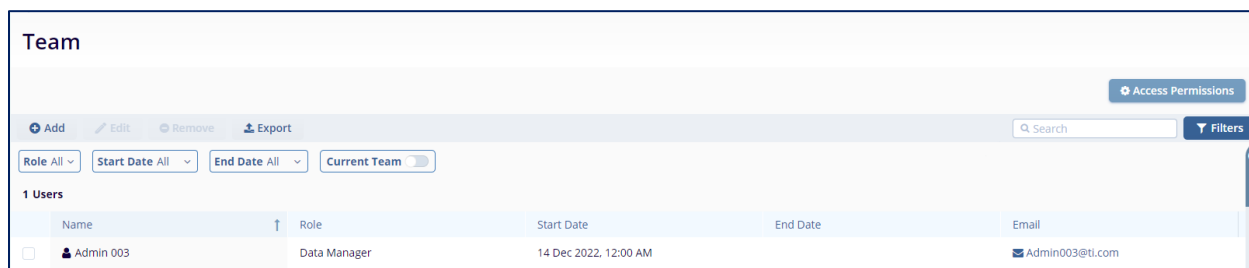 Team
Access Permissions
Add Edit Remove Export Search Filters
Role All Start Date All End Date All Current Team
1 Users
Name Role Start Date End Date Email
Admin 003 Data Manager 14 Dec 2022, 12:00 AM Admin003@ti.com